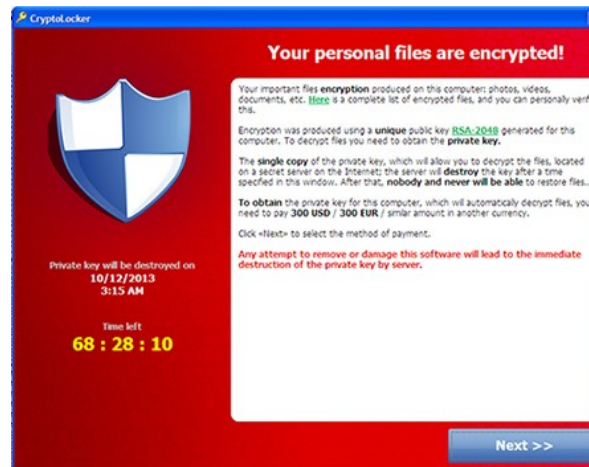 CryptoLocker
Your personal files are encrypted!
Your important files encryption produced on this computer: photos, videos,
documents, etc. Here is a complete list of encrypted files, and you can personally verif
this.
Encryption was produced using a unique public key RSA-2048 generated for this
computer. To decrypt files you need to obtain the private key.
The single copy of the private key, which will allow you to decrypt the files, located
on a secret server on the Internet; the server will destroy the key after a time
specified in this window. After that, nobody and never will be able to restore files...
To obtain the private key for this computer, which will automatically decrypt files, you
need to pay 300 USD / 300 EUR / similar amount in another currency.
Click «Next» to select the method of payment.
Any attempt to remove or damage this software will lead to the immediate
destruction of the private key by server.
Private key will be destroyed on
10/12/2013
3:15 AM
Time left
68 : 28 : 10
Next >>